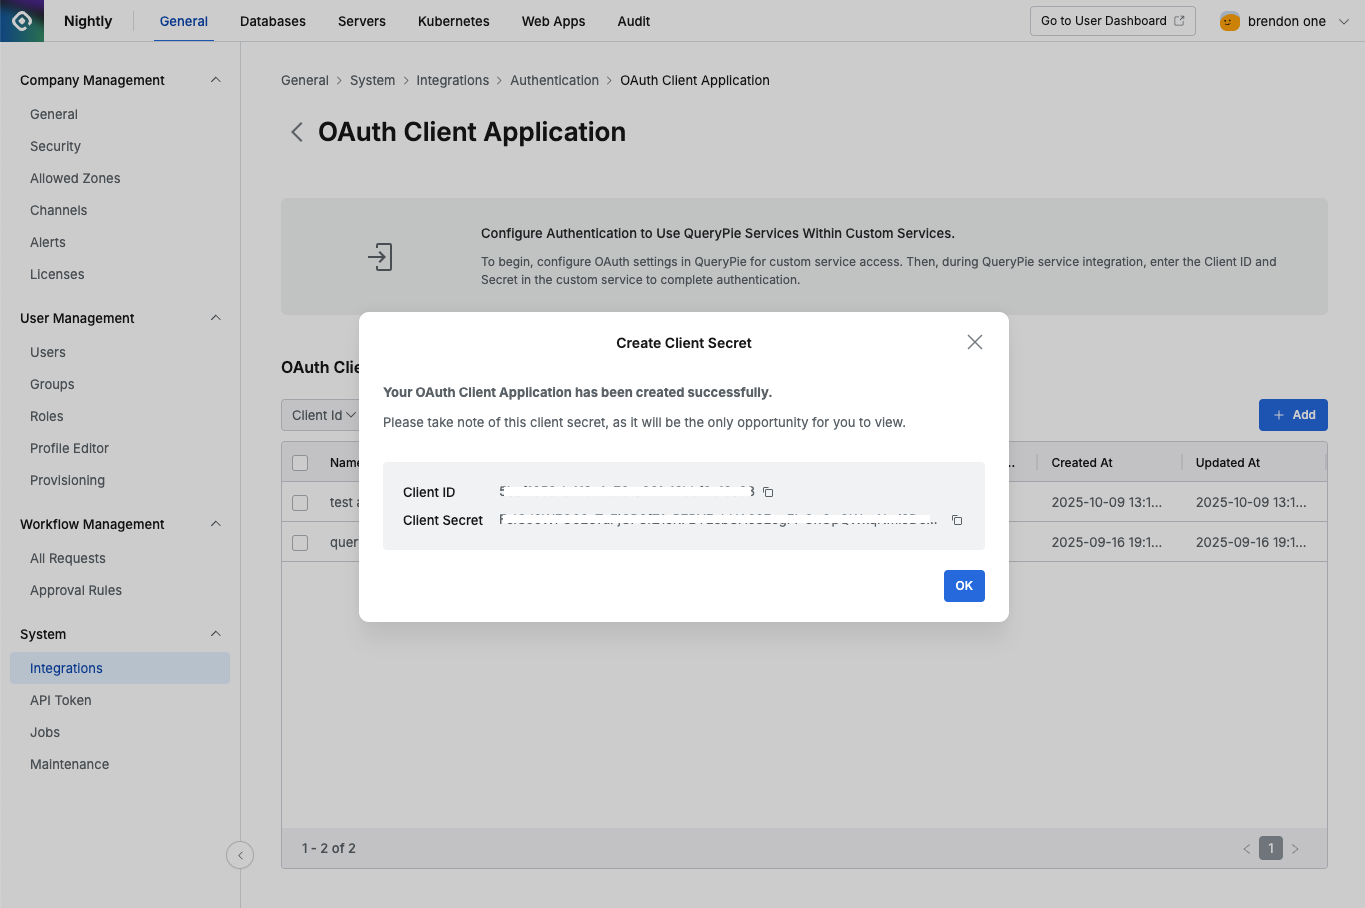 Nightly
General
Databases
Servers
Kubernetes
Web Apps
Audit
Go to User Dashboard
brendon one
Company Management
General
Security
Allowed Zones
Channels
Alerts
Licenses
User Management
Users
Groups
Roles
Profile Editor
Provisioning
Workflow Management
All Requests
Approval Rules
System
Integrations
API Token
Jobs
Maintenance
General > System > Integrations > Authentication > OAuth Client Application
OAuth Client Application
Configure Authentication to Use QueryPie Services Within Custom Services.
To begin, configure OAuth settings in QueryPie for custom service access. Then, during QueryPie service integration, enter the Client ID and
Secret in the custom service to complete authentication.
OAuth
Client Id
+ Add
Created At
Updated At
test
2025-10-09 13:1...
2025-10-09 13:1...
2025-09-16 19:1...
2025-09-16 19:1...
Create Client Secret
Your OAuth Client Application has been created successfully.
Please take note of this client secret, as it will be the only opportunity for you to view.
Client ID
Client Secret
OK
1 - 2 of 2
< 1 >